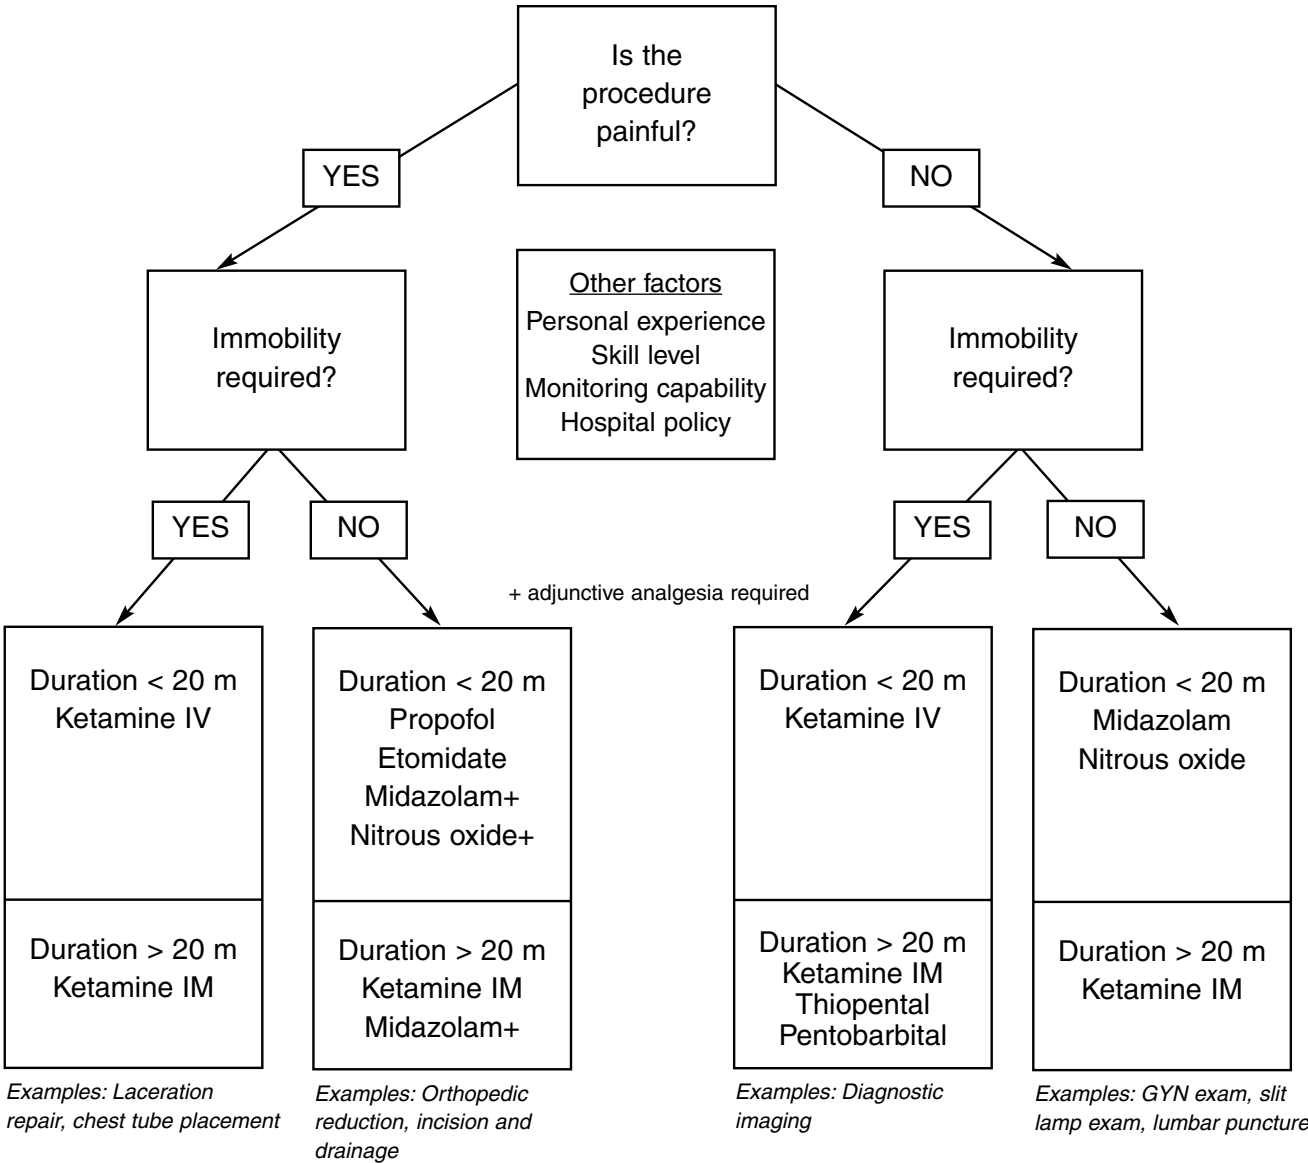 Is the
procedure
painful?
YES
NO
Immobility
required?
Other factors
Personal experience
Skill level
Monitoring capability
Hospital policy
Immobility
required?
YES
NO
YES
NO
+ adjunctive analgesia required
Duration < 20 m
Ketamine IV
Duration > 20 m
Ketamine IM
Examples: Laceration
repair, chest tube placement
Duration < 20 m
Propofol
Etomidate
Midazolam+
Nitrous oxide+
Duration > 20 m
Ketamine IM
Midazolam+
Examples: Orthopedic
reduction, incision and
drainage
Duration < 20 m
Ketamine IV
Duration > 20 m
Ketamine IM
Thiopental
Pentobarbital
Examples: Diagnostic
imaging
Duration < 20 m
Midazolam
Nitrous oxide
Duration > 20 m
Ketamine IM
Examples: GYN exam, slit
lamp exam, lumbar puncture